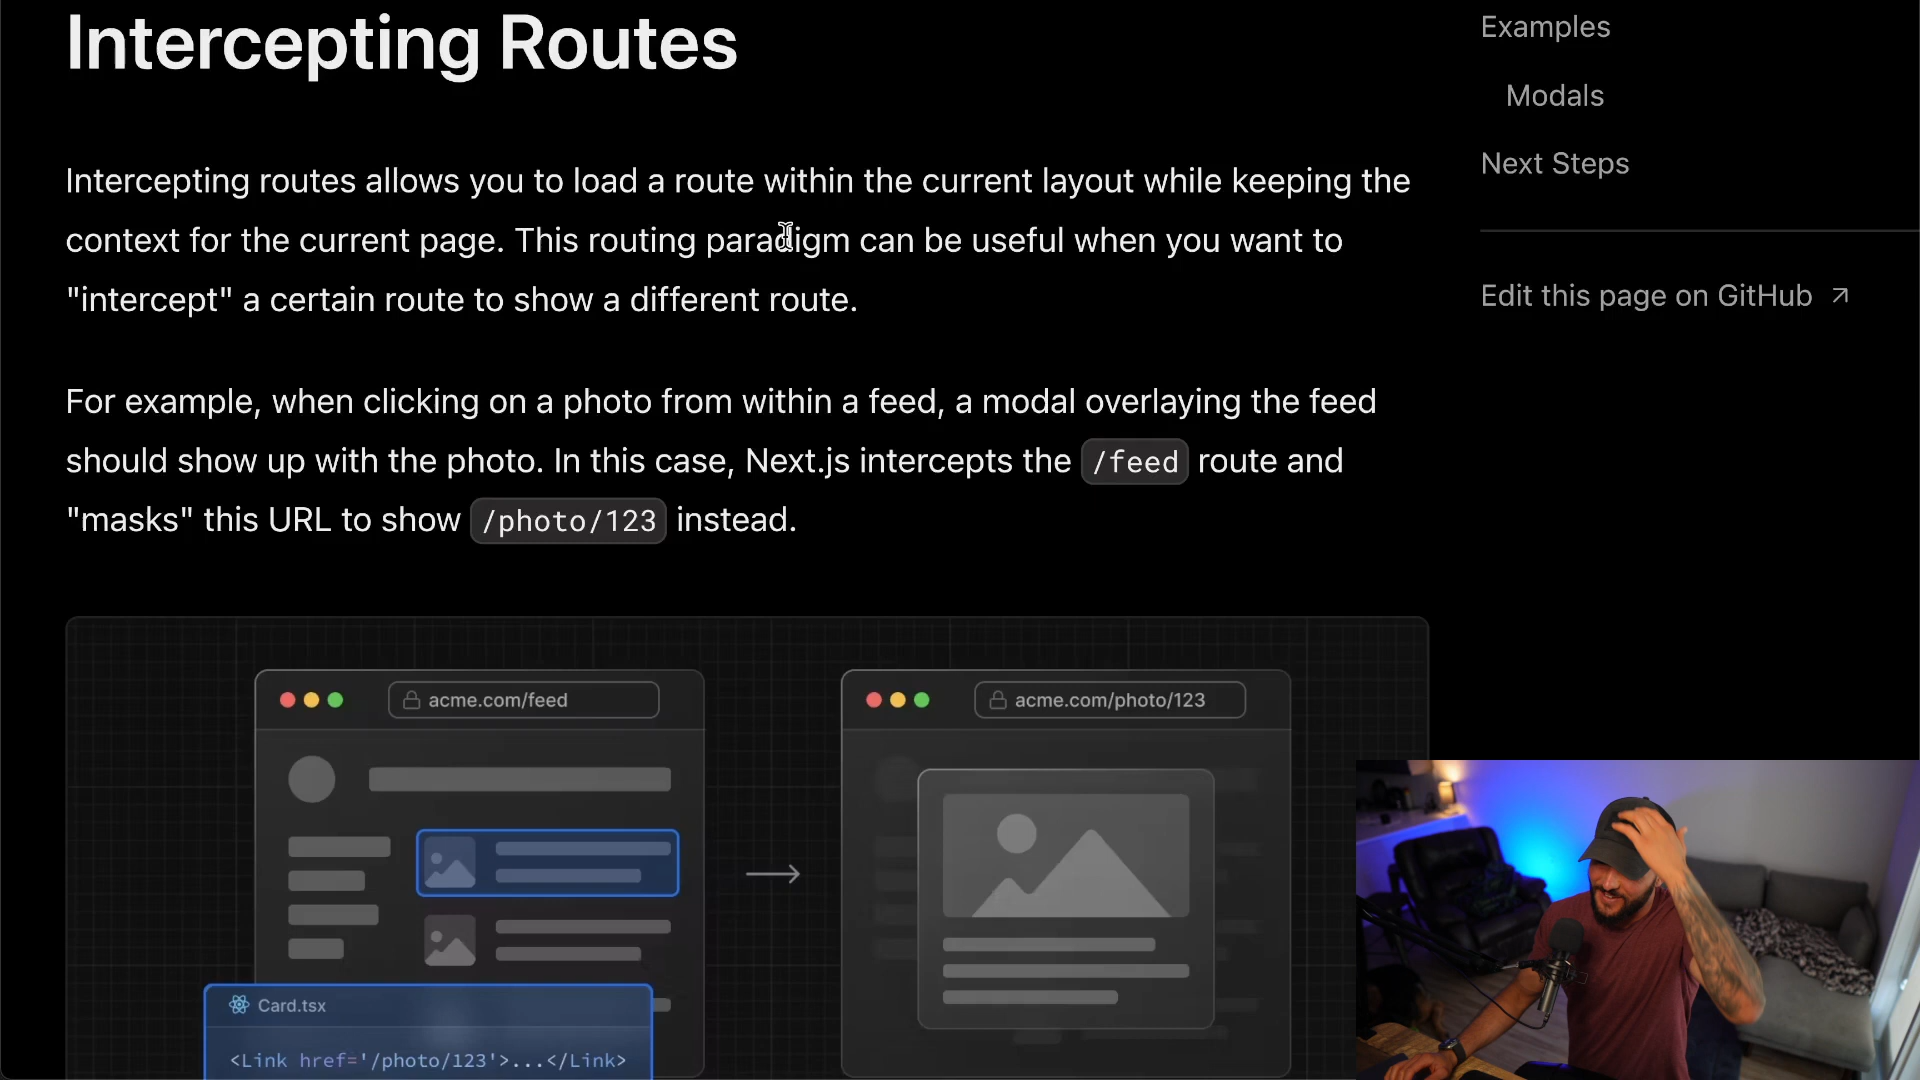 Intercepting Routes
Intercepting routes allows you to load a route within the current layout while keeping the
context for the current page. This routing paradigm can be useful when you want to
"intercept" a certain route to show a different route.
For example, when clicking on a photo from within a feed, a modal overlaying the feed
should show up with the photo. In this case, Next.js intercepts the /feed route and
"masks" this URL to show /photo/123 instead.
acme.com/feed
acme.com/photo/123
Card.tsx
<Link href='/photo/123'>...</Link>
Examples
Modals
Next Steps
Edit this page on GitHub ↗